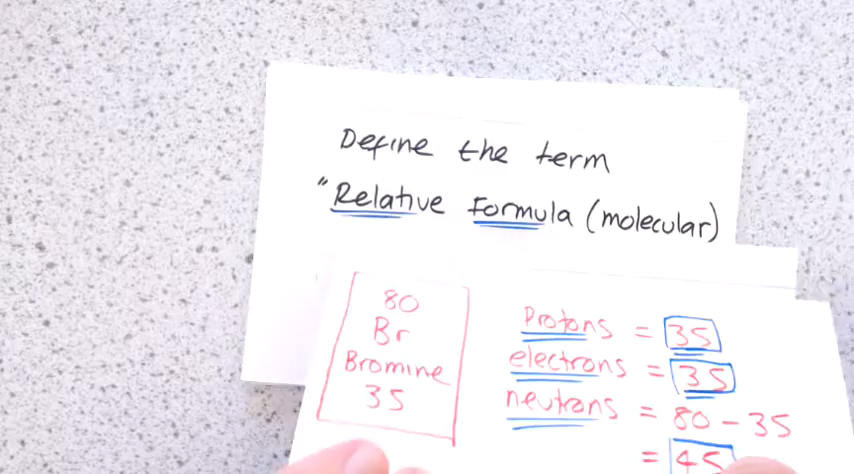 Define the term
"Relative Formula (molecular)
80
Br
Bromine
35
Protons = 35
electrons = 35
neutrons = 80 - 35
= 45